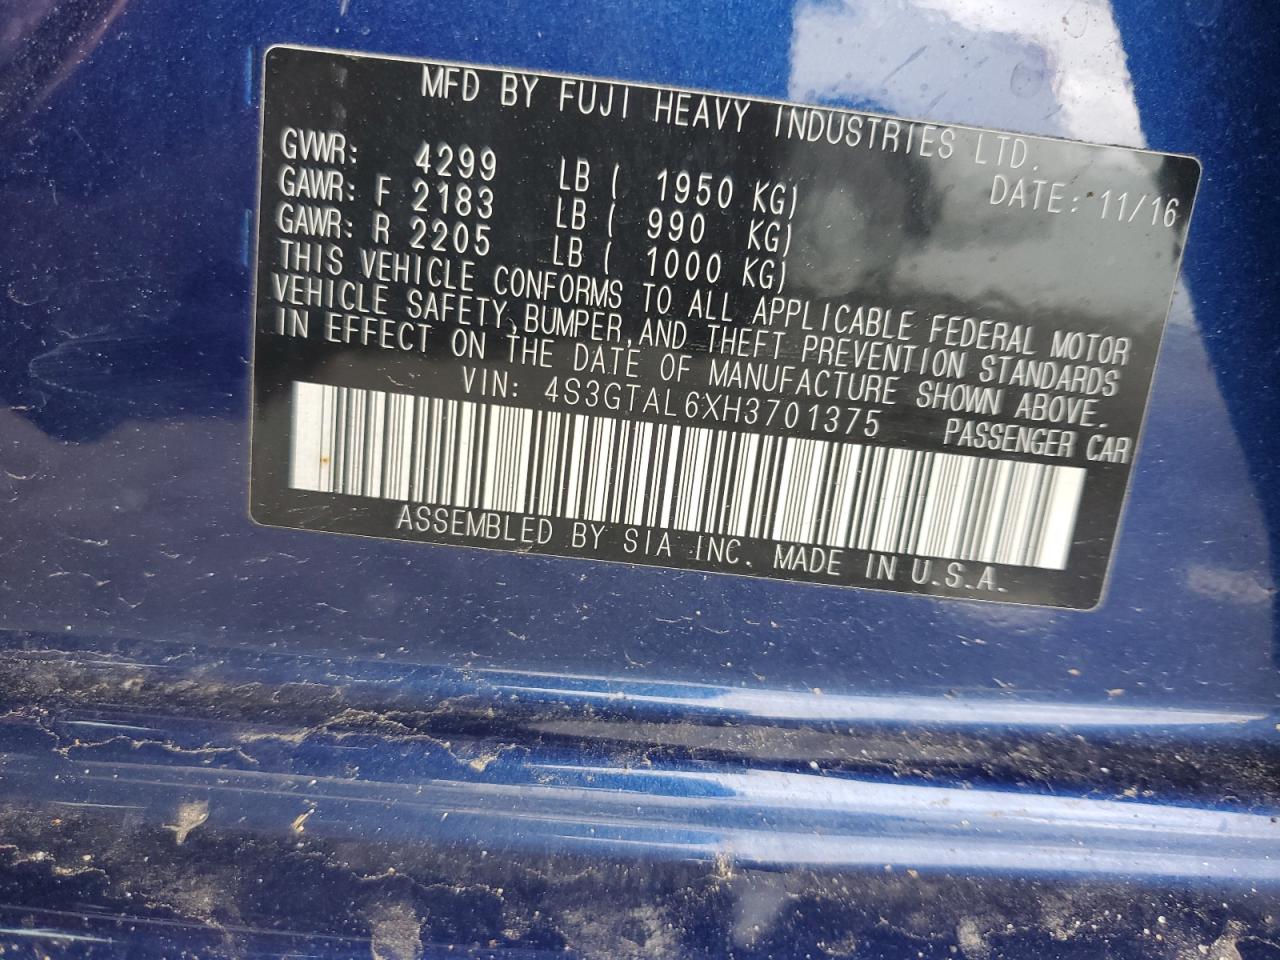 MFD BY FUJI HEAVY INDUSTRIES LTD.
DATE: 11/16
GVWR: 4299 LB ( 1950 KG)
GAWR: F 2183 LB ( 990 KG)
GAWR: R 2205 LB ( 1000 KG)
THIS VEHICLE CONFORMS TO ALL APPLICABLE FEDERAL MOTOR
VEHICLE SAFETY, BUMPER, AND THEFT PREVENTION STANDARDS
IN EFFECT ON THE DATE OF MANUFACTURE SHOWN ABOVE.
VIN: 4S3GTAL6XH3701375 PASSENGER CAR
ASSEMBLED BY SIA INC. MADE IN U.S.A.